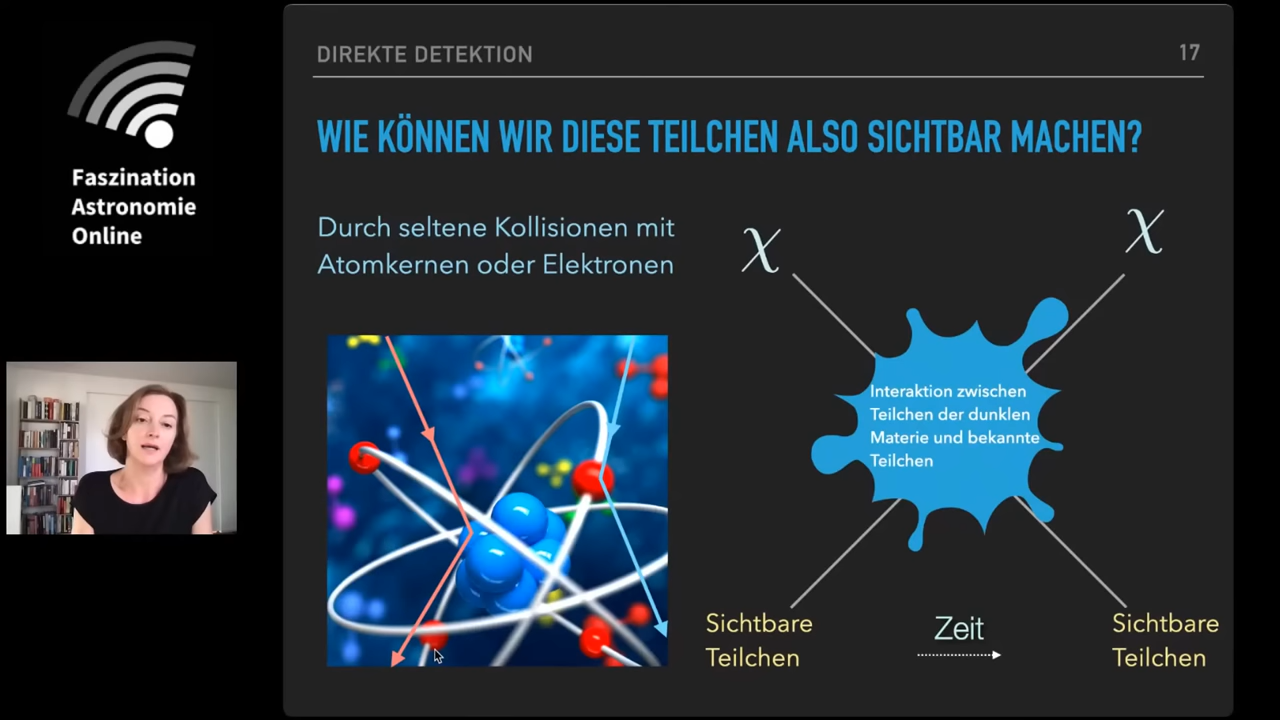 Faszination
Astronomie
Online
DIREKTE DETEKTION
17
WIE KÖNNEN WIR DIESE TEILCHEN ALSO SICHTBAR MACHEN?
Durch seltene Kollisionen mit
Atomkernen oder Elektronen
χ
χ
Interaktion zwischen
Teilchen der dunklen
Materie und bekannte
Teilchen
Sichtbare
Teilchen
Zeit
Sichtbare
Teilchen